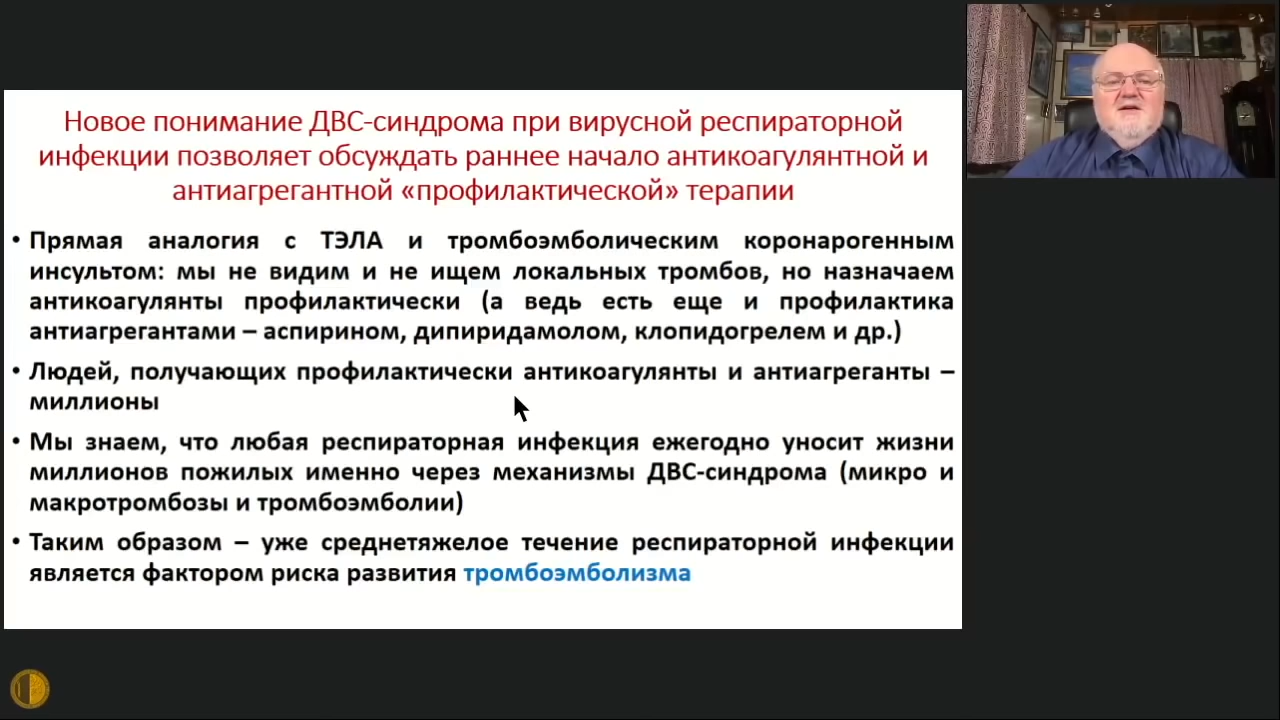 Новое понимание ДВС-синдрома при вирусной респираторной
инфекции позволяет обсуждать раннее начало антикоагулянтной и
антиагрегантной «профилактической» терапии
• Прямая аналогия с ТЭЛА и тромбоэмболическим коронарогенным
инсультом: мы не видим и не ищем локальных тромбов, но назначаем
антикоагулянты профилактически (а ведь есть еще и профилактика
антиагрегантами – аспирином, дипиридамолом, клопидогрелем и др.)
• Людей, получающих профилактически антикоагулянты и антиагреганты –
миллионы
• Мы знаем, что любая респираторная инфекция ежегодно уносит жизни
миллионов пожилых именно через механизмы ДВС-синдрома (микро и
макротромбозы и тромбоэмболии)
• Таким образом – уже среднетяжелое течение респираторной инфекции
является фактором риска развития тромбоэмболизма